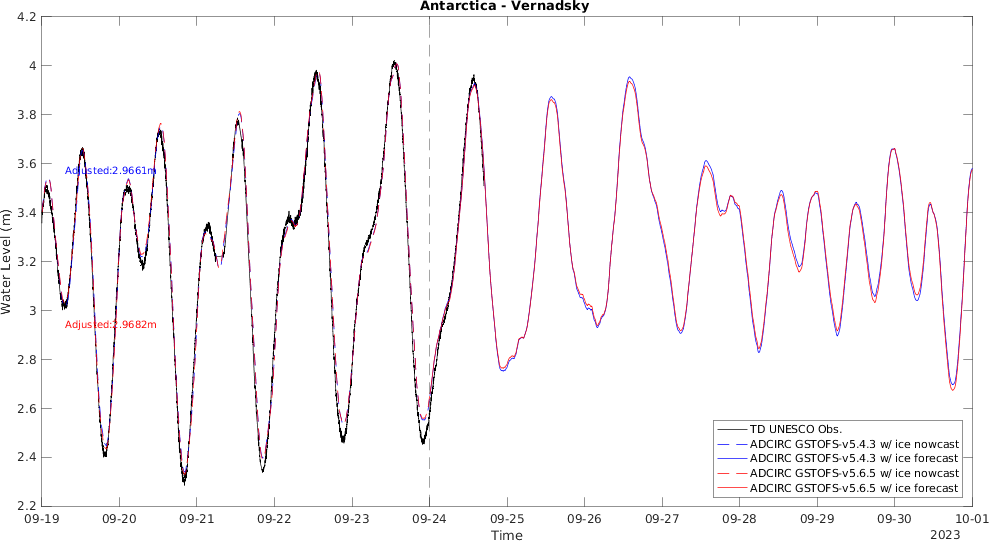 Antarctica - Vernadsky
4.2
4
3.8
3.6
3.4
3.2
3
2.8
2.6
2.4
2.2
Water Level (m)
Adjusted:2.9661m
Adjusted:2.9682m
TD UNESCO Obs.
ADCIRC GSTOFS-v5.4.3 w/ ice nowcast
ADCIRC GSTOFS-v5.4.3 w/ ice forecast
ADCIRC GSTOFS-v5.6.5 w/ ice nowcast
ADCIRC GSTOFS-v5.6.5 w/ ice forecast
09-19 09-20 09-21 09-22 09-23 09-24 09-25 09-26 09-27 09-28 09-29 09-30 10-01
Time
2023